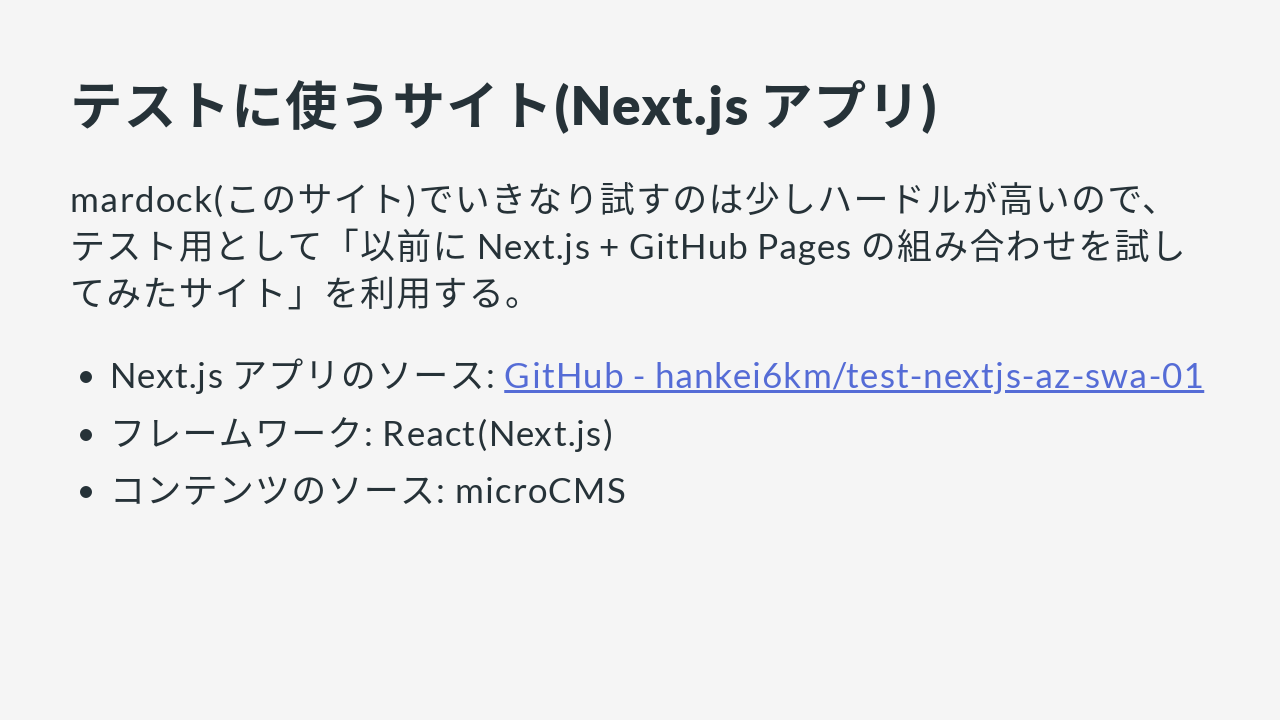 テストに使うサイト(Next.js アプリ)
mardock(このサイト)でいきなり試すのは少しハードルが高いので、
テスト用として「以前に Next.js + GitHub Pages の組み合わせを試し
てみたサイト」を利用する。
• Next.js アプリのソース: GitHub - hankei6km/test-nextjs-az-swa-01
• フレームワーク: React(Next.js)
• コンテンツのソース: microCMS